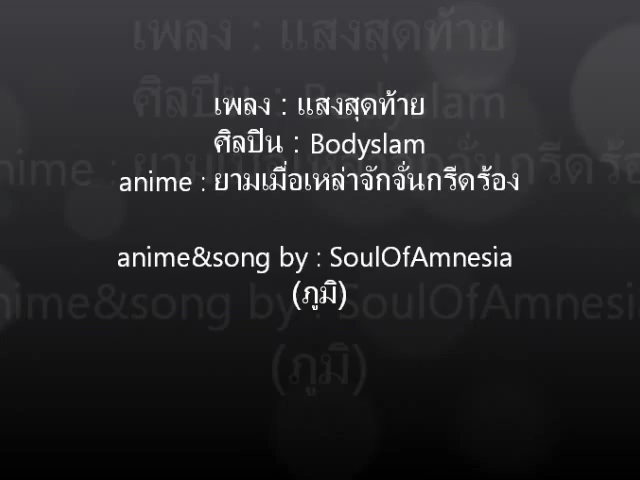 เพลง : แสงสุดท้าย
ศิลปิน : Bodyslam
anime : ยามเมื่อเหล่าจักจั่นกรีดร้อง
anime&song by : SoulOfAmnesia
(ภูมิ)